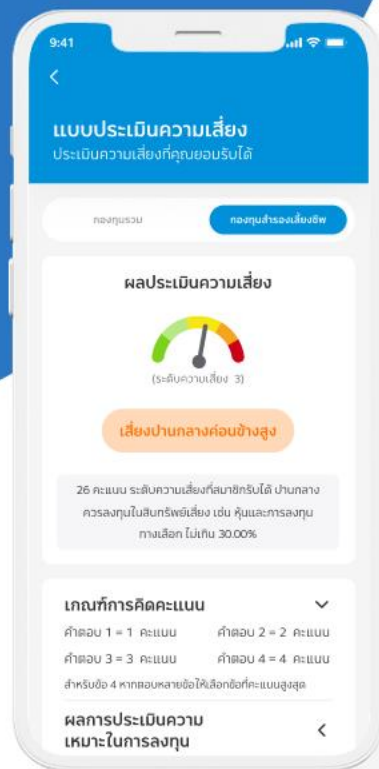 9:41
แบบประเมินความเสี่ยง
ประเมินความเสี่ยงที่คุณยอมรับได้
กองทุนรวม กองทุนสำรองเลี้ยงชีพ
ผลประเมินความเสี่ยง
(ระดับความเสี่ยง 3)
เสี่ยงปานกลางค่อนข้างสูง
26 คะแนน ระดับความเสี่ยงที่สมาชิกรับได้ ปานกลาง
ควรลงทุนในสินทรัพย์เสี่ยง เช่น หุ้นและการลงทุน
ทางเลือก ไม่เกิน 30.00%
เกณฑ์การคิดคะแนน
คำตอบ 1 = 1 คะแนน คำตอบ 2 = 2 คะแนน
คำตอบ 3 = 3 คะแนน คำตอบ 4 = 4 คะแนน
สำหรับข้อ 4 หากตอบหลายข้อให้เลือกข้อที่คะแนนสูงสุด
ผลการประเมินความ
เหมาะในการลงทุน